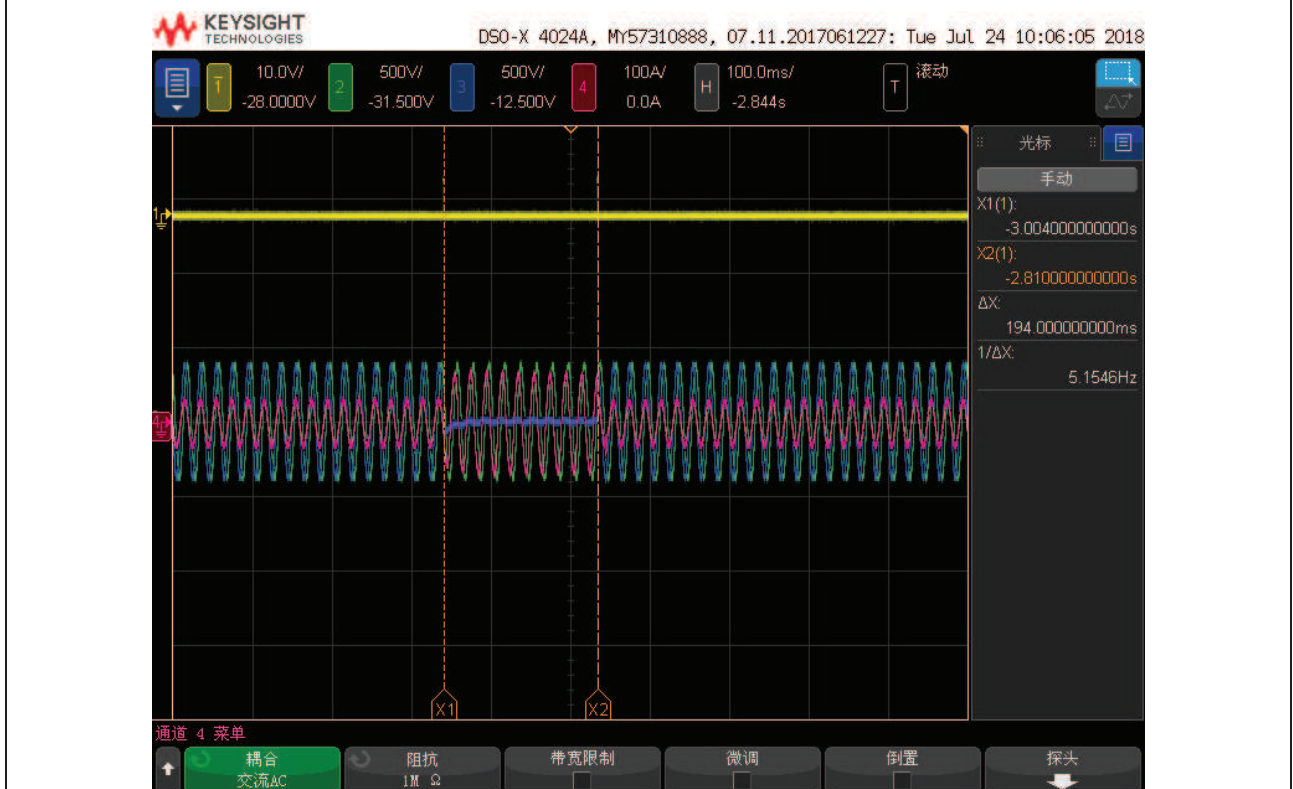 KEYSIGHT
TECHNOLOGIES
DSO-X 4024A, MY57310888, 07.11.2017061227: Tue Jul 24 10:06:05 2018
1 10.0V/ 2 500V/ 3 500V/ 4 100A/ H 100.0ms/ T 滚动
-28.0000V -31.500V -12.500V 0.0A -2.844s
光标
手动
X1(1):
-3.004000000000s
X2(1):
-2.810000000000s
ΔX:
194.000000000ms
1/ΔX:
5.1546Hz
1
4
X1 X2
通道 4 菜单
耦合 阻抗 带宽限制 微调 倒置 探头
交流AC 1M Ω